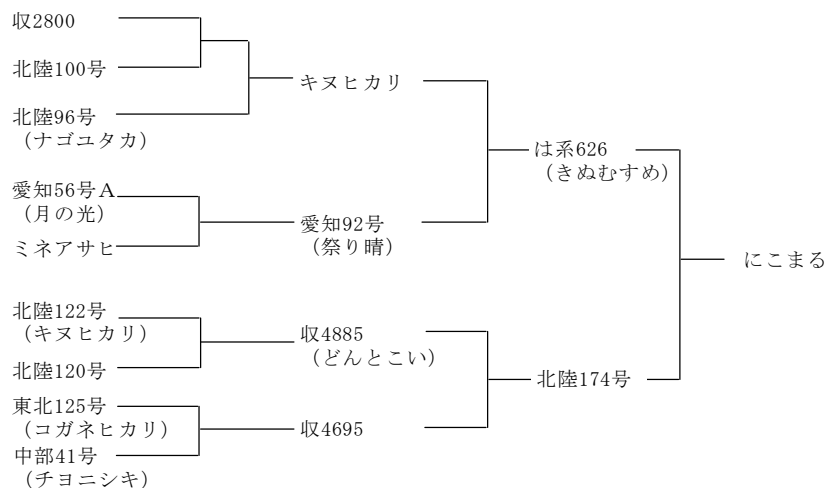 収2800
北陸100号
キヌヒカリ
北陸96号
（ナゴユタカ）
は系626
（きぬむすめ）
愛知56号A
（月の光）
愛知92号
（祭り晴）
ミネアサヒ
にこまる
北陸122号
（キヌヒカリ）
収4885
（どんとこい）
北陸120号
北陸174号
東北125号
（コガネヒカリ）
収4695
中部41号
（チヨニシキ）